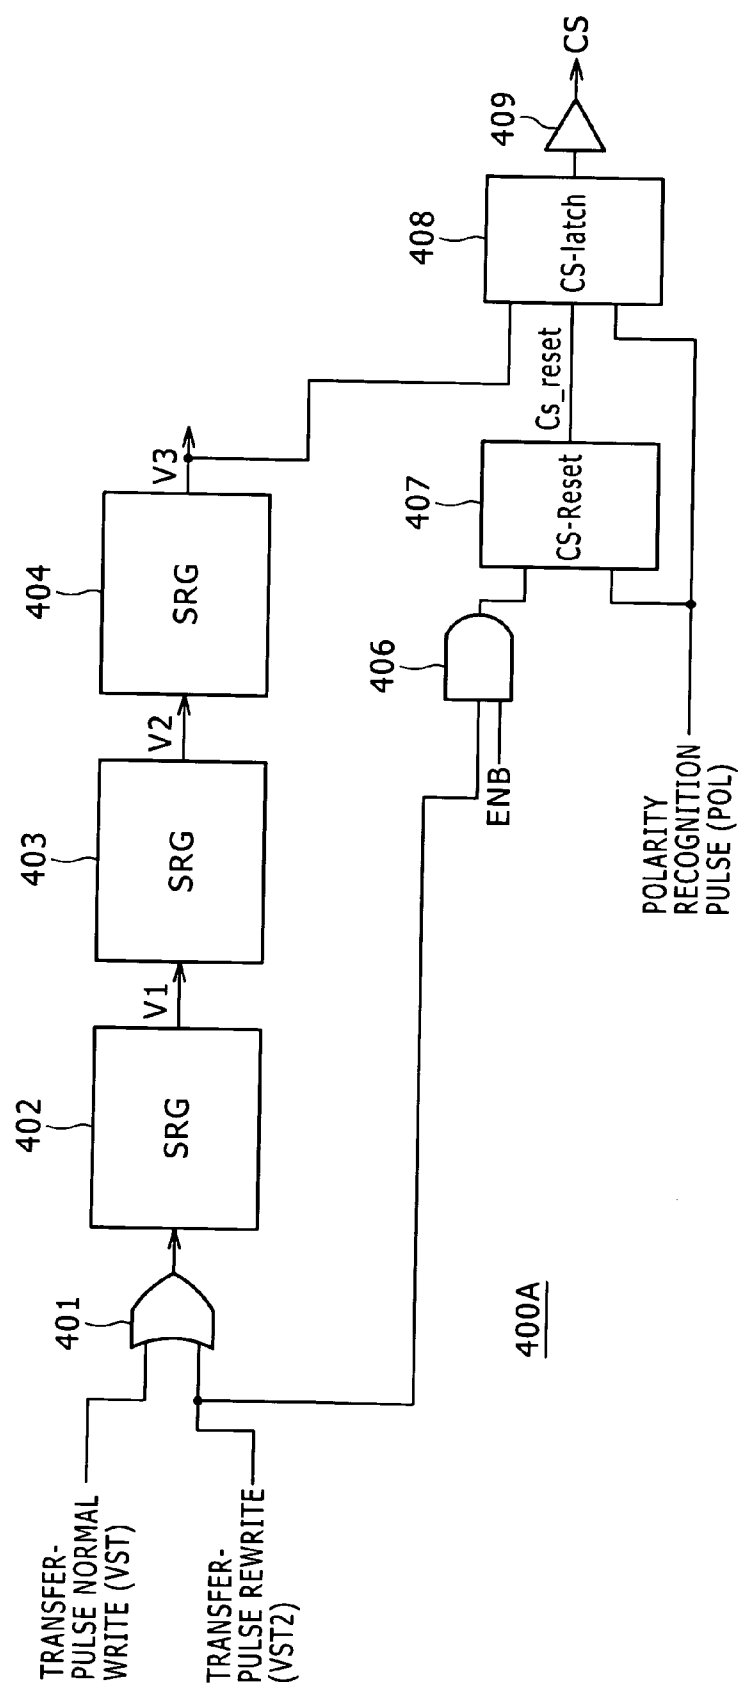 TRANSFER-
PULSE NORMAL
WRITE (VST)
TRANSFER-
PULSE REWRITE
(VST2)
401
402
SRG
V1
403
SRG
V2
404
SRG
V3
400A
ENB
406
407
CS-Reset
Cs_reset
408
CS-latch
409
CS
POLARITY
RECOGNITION
PULSE (POL)